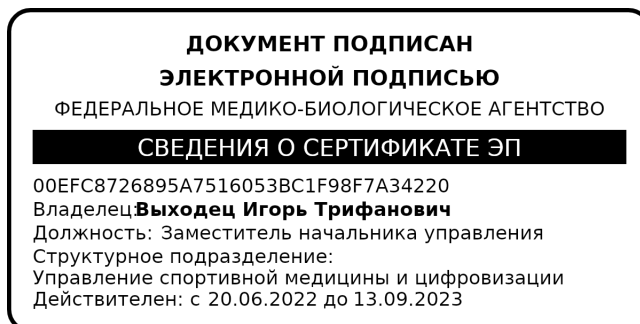 ДОКУМЕНТ ПОДПИСАН
ЭЛЕКТРОННОЙ ПОДПИСЬЮ
ФЕДЕРАЛЬНОЕ МЕДИКО-БИОЛОГИЧЕСКОЕ АГЕНТСТВО
СВЕДЕНИЯ О СЕРТИФИКАТЕ ЭП
00EFC8726895A7516053BC1F98F7A34220
Владелец:Выходец Игорь Трифанович
Должность: Заместитель начальника управления
Структурное подразделение:
Управление спортивной медицины и цифровизации
Действителен: с 20.06.2022 до 13.09.2023